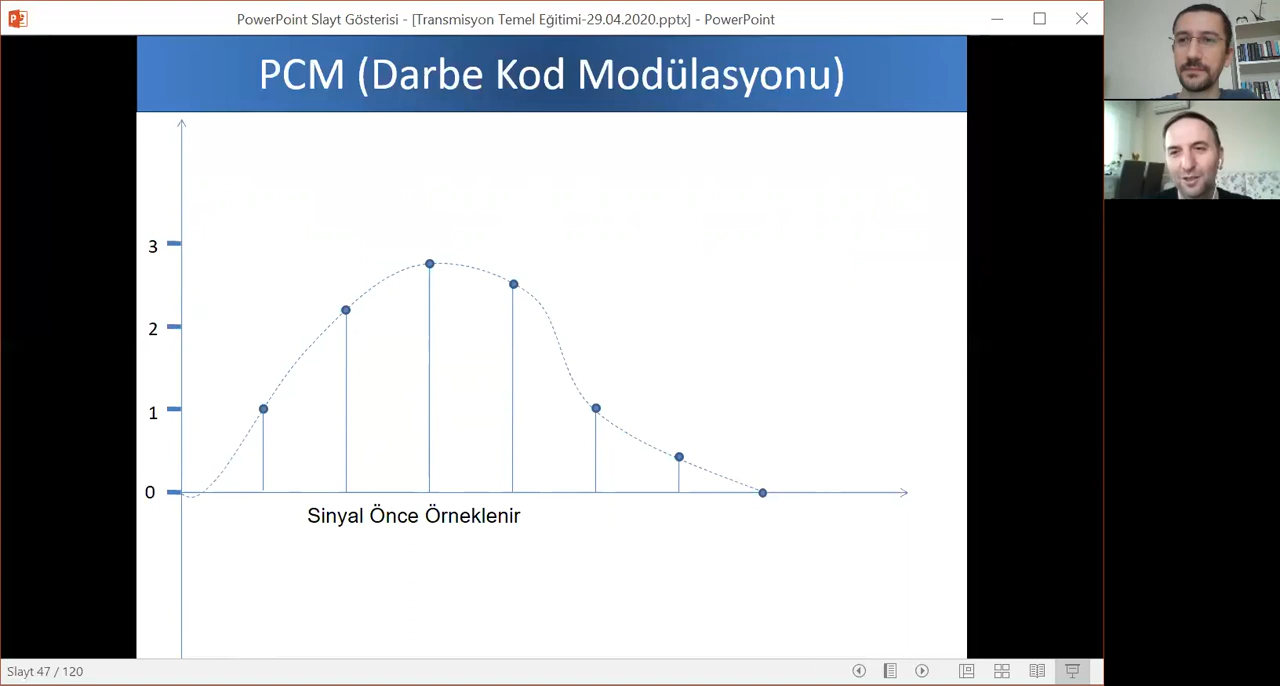 PowerPoint Slayt Gösterisi - [Transmisyon Temel Eğitimi-29.04.2020.pptx] - PowerPoint
PCM (Darbe Kod Modülasyonu)
3
2
1
0
Sinyal Önce Örneklenir
Slayt 47 / 120